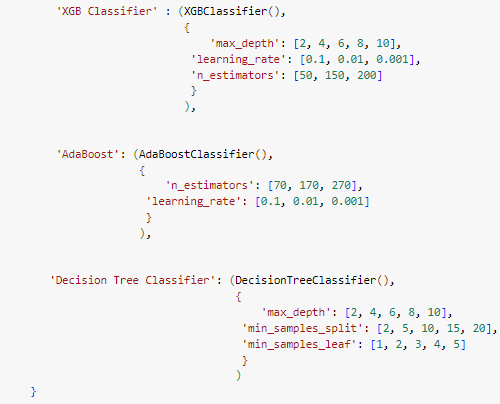 'XGB Classifier' : (XGBClassifier(),
{
'max_depth': [2, 4, 6, 8, 10],
'learning_rate': [0.1, 0.01, 0.001],
'n_estimators': [50, 150, 200]
}
),
'AdaBoost': (AdaBoostClassifier(),
{
'n_estimators': [70, 170, 270],
'learning_rate': [0.1, 0.01, 0.001]
}
),
'Decision Tree Classifier': (DecisionTreeClassifier(),
{
'max_depth': [2, 4, 6, 8, 10],
'min_samples_split': [2, 5, 10, 15, 20],
'min_samples_leaf': [1, 2, 3, 4, 5]
}
)
}